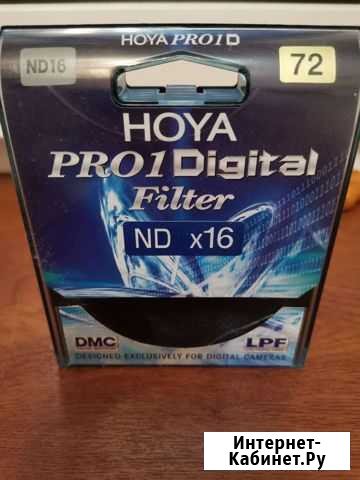 HOYA PRO1D
ND16
72
HOYA
PRO1 Digital
Filter
ND x16
DMC
LPF
DESIGNED EXCLUSIVELY FOR DIGITAL CAMERAS
Интернет-
Кабинет.Ру